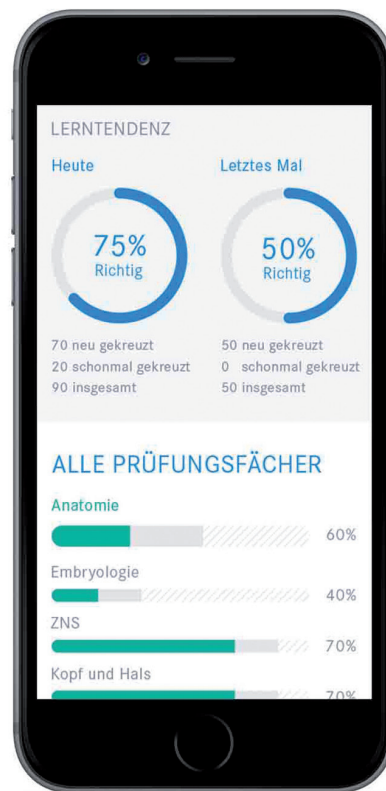 LERNTENDENZ
Heute
75%
Richtig
70 neu gekreuzt
20 schonmal gekreuzt
90 insgesamt
Letztes Mal
50%
Richtig
50 neu gekreuzt
0 schonmal gekreuzt
50 insgesamt
ALLE PRÜFUNGSFÄCHER
Anatomie
60%
Embryologie
40%
ZNS
70%
Kopf und Hals
70%